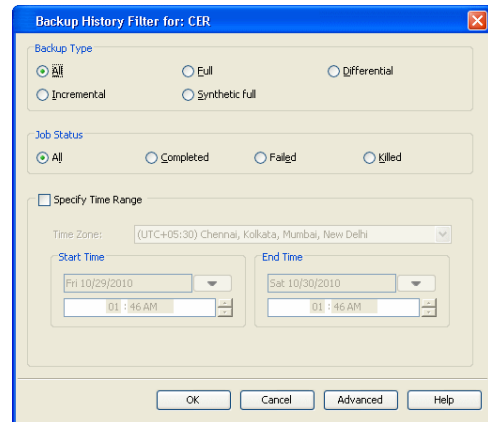 Backup History Filter for: CER
Backup Type
All Full Differential
Incremental Synthetic full
Job Status
All Completed Failed Killed
Specify Time Range
Time Zone: (UTC+05:30) Chennai, Kolkata, Mumbai, New Delhi
Start Time End Time
Fri 10/29/2010 Sat 10/30/2010
01 : 46 AM 01 : 46 AM
OK Cancel Advanced Help